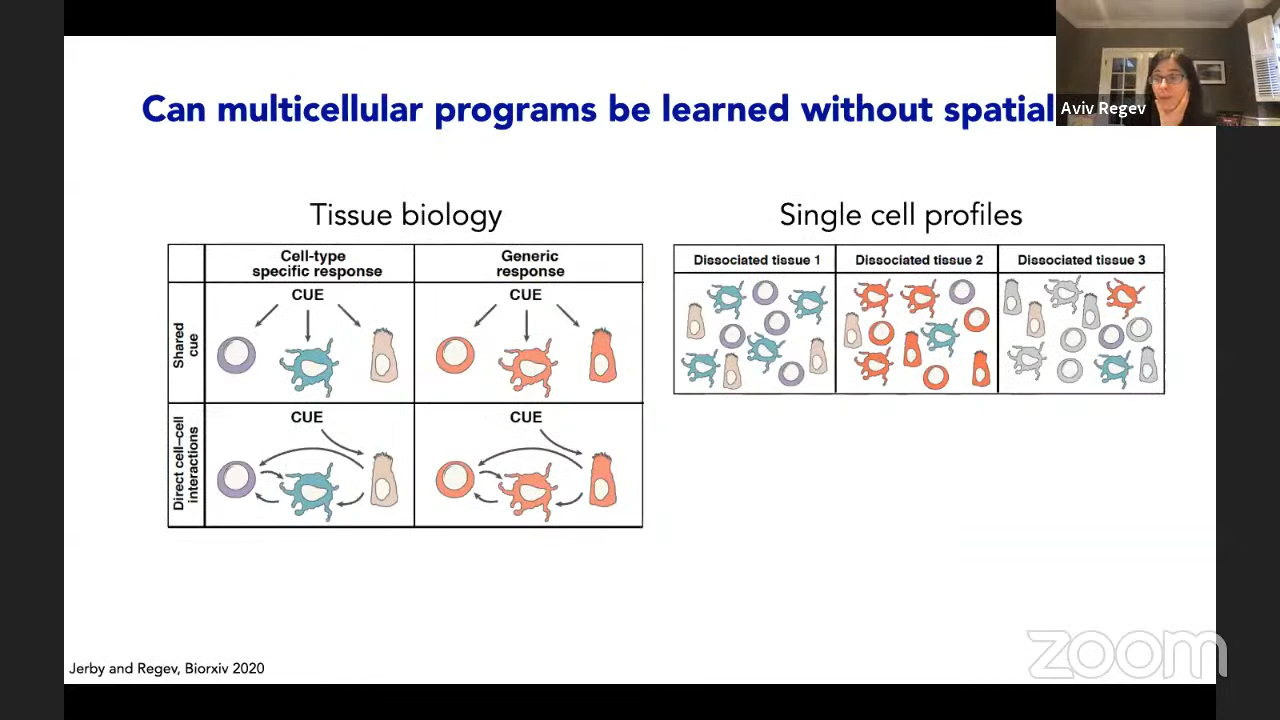 Can multicellular programs be learned without spatial
Aviv Regev
Tissue biology
Single cell profiles
Cell-type
specific response
Generic
response
Shared
cue
CUE
CUE
Direct cell–cell
interactions
CUE
CUE
Dissociated tissue 1
Dissociated tissue 2
Dissociated tissue 3
Jerby and Regev, Biorxiv 2020
zoom